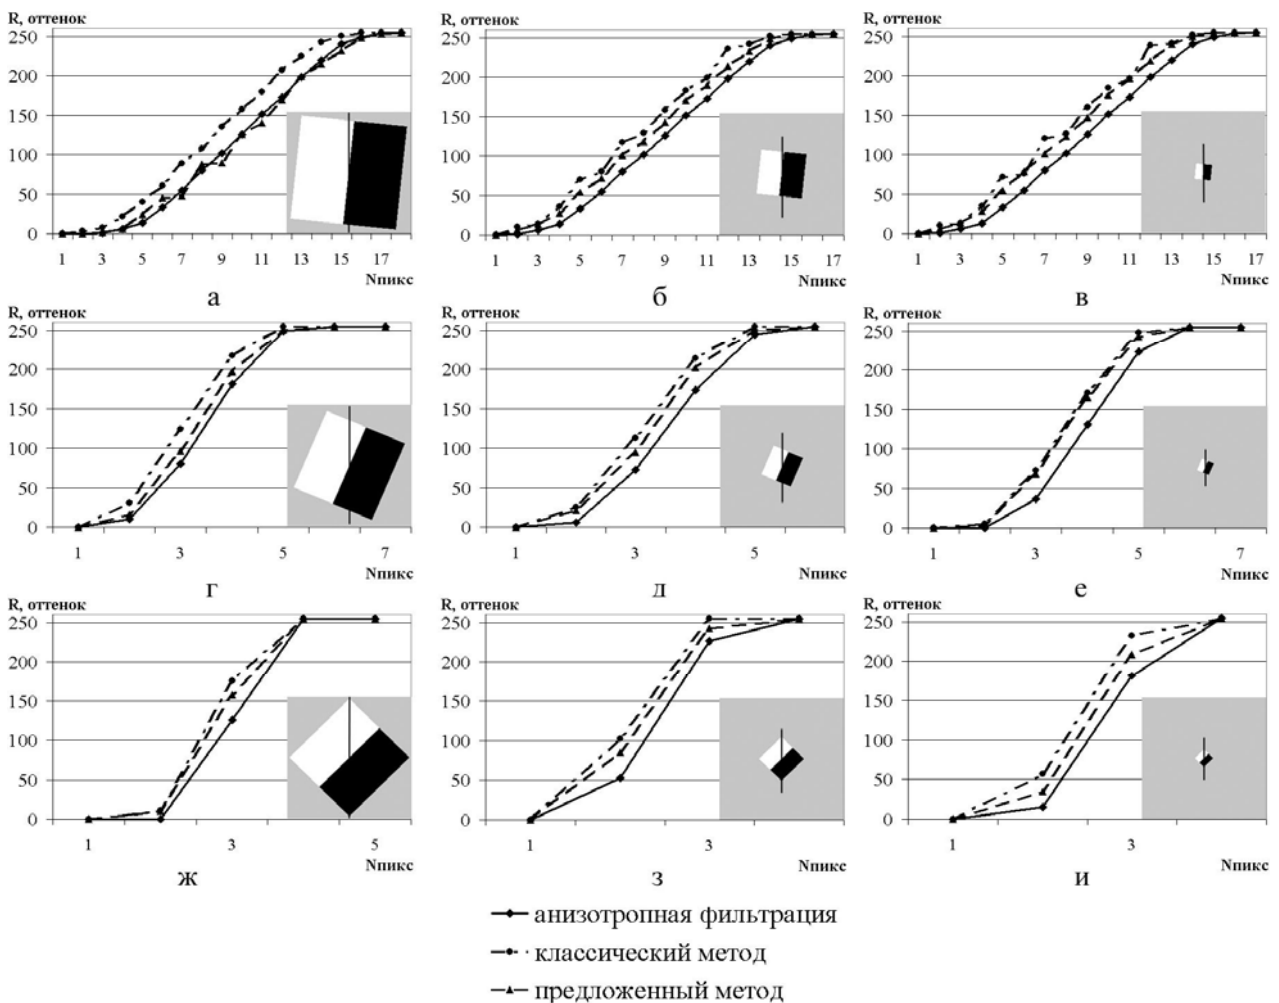 R, оттенок
250
200
150
100
50
0
1 3 5 7 9 11 13 15 17
Nпикс
а
R, оттенок
250
200
150
100
50
0
1 3 5 7 9 11 13 15 17
Nпикс
б
R, оттенок
250
200
150
100
50
0
1 3 5 7 9 11 13 15 17
Nпикс
в
R, оттенок
250
200
150
100
50
0
1 3 5 7
Nпикс
г
R, оттенок
250
200
150
100
50
0
1 3 5
Nпикс
д
R, оттенок
250
200
150
100
50
0
1 3 5 7
Nпикс
е
R, оттенок
250
200
150
100
50
0
1 3 5
Nпикс
ж
R, оттенок
250
200
150
100
50
0
1 3
Nпикс
з
R, оттенок
250
200
150
100
50
0
1 3
Nпикс
и
анизотропная фильтрация
классический метод
предложенный метод